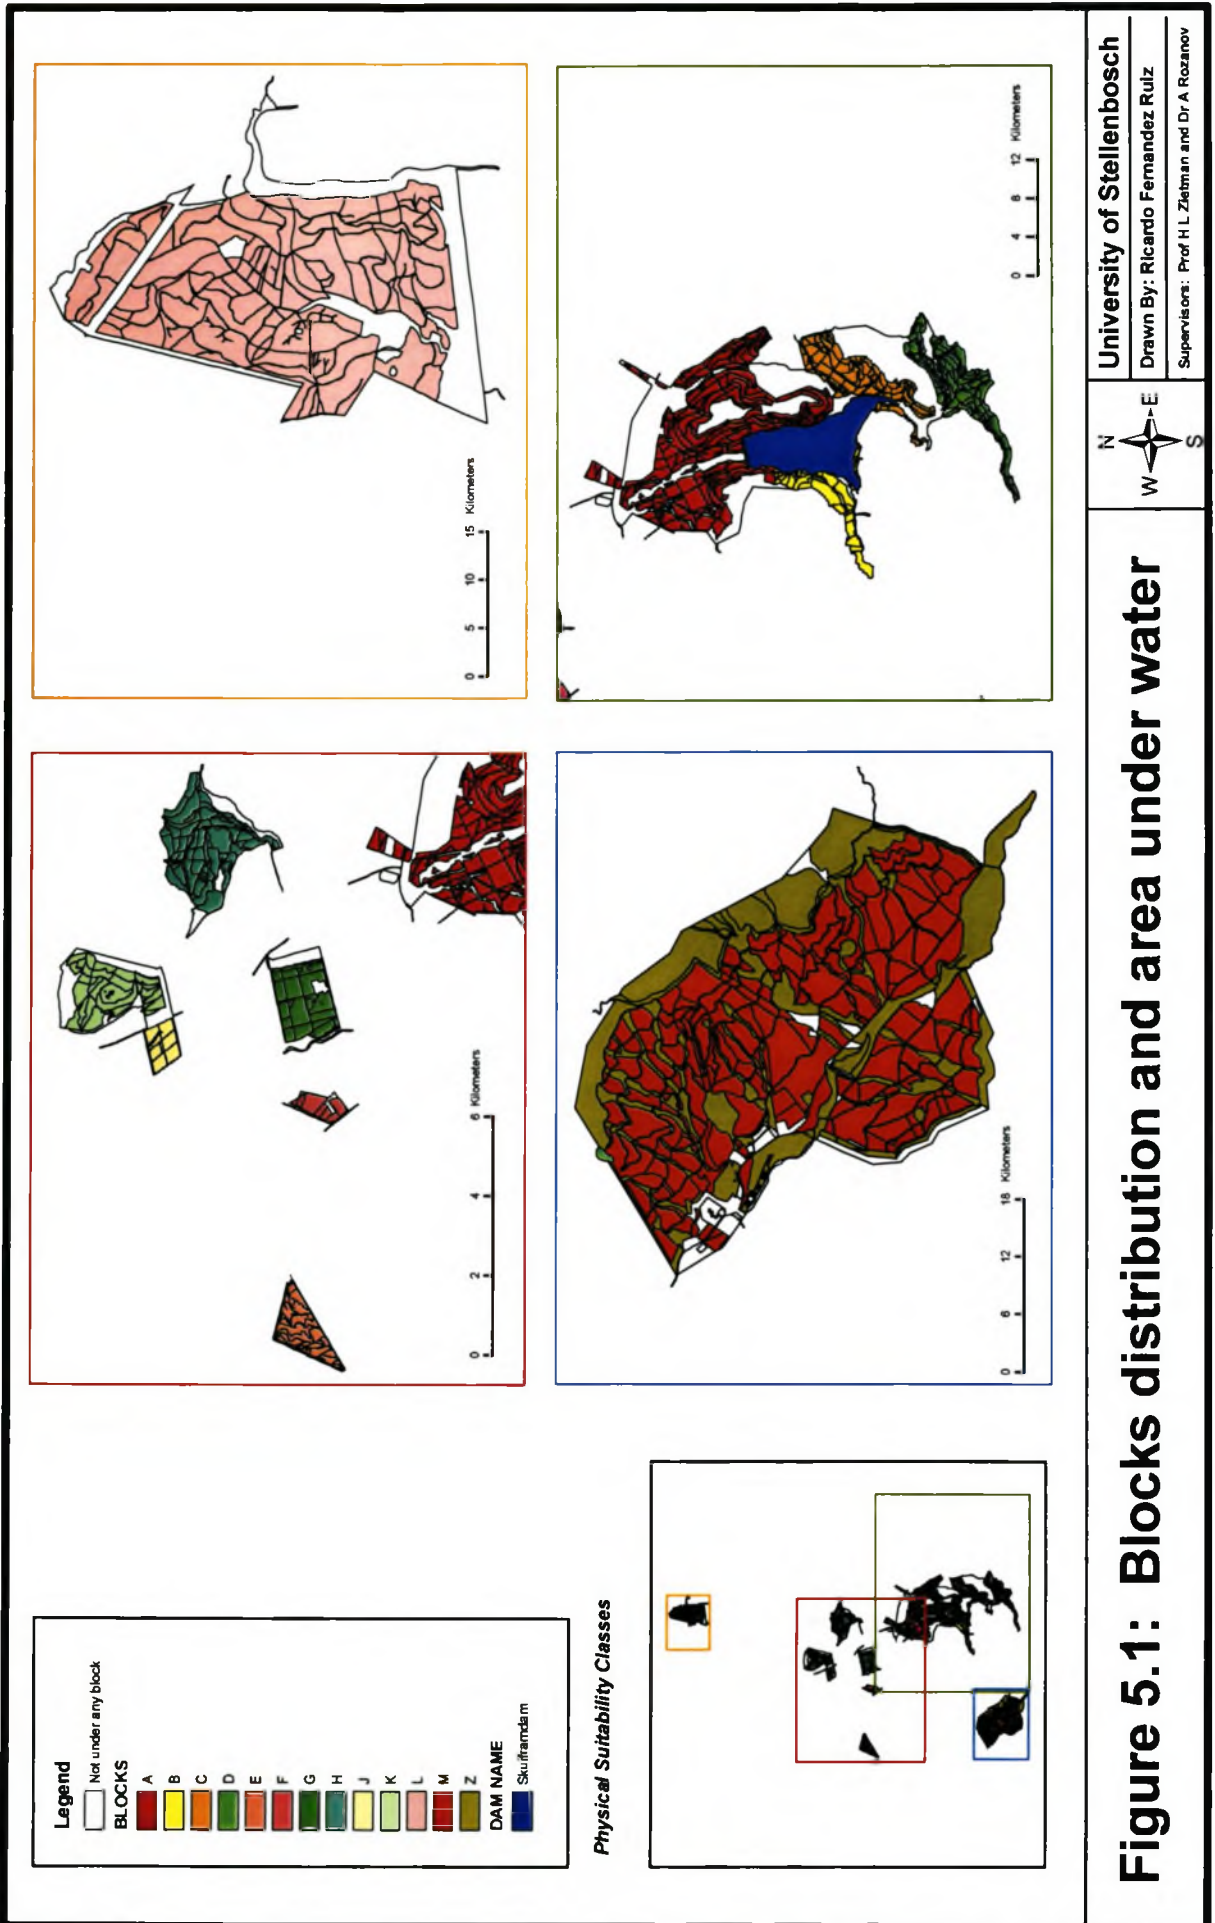 Legend
Not under any block
BLOCKS
A
B
C
D
E
F
G
H
J
K
L
M
Z
DAM NAME
Skuiframdam
Physical Suitability Classes
0 2 4 6 Kilometers
0 5 10 15 Kilometers
0 6 12 18 Kilometers
0 4 8 12 Kilometers
Figure 5.1: Blocks distribution and area under water
N
W E
S
University of Stellenbosch
Drawn By: Ricardo Fernandez Ruiz
Supervisors: Prof H L Zietman and Dr A Rozanov